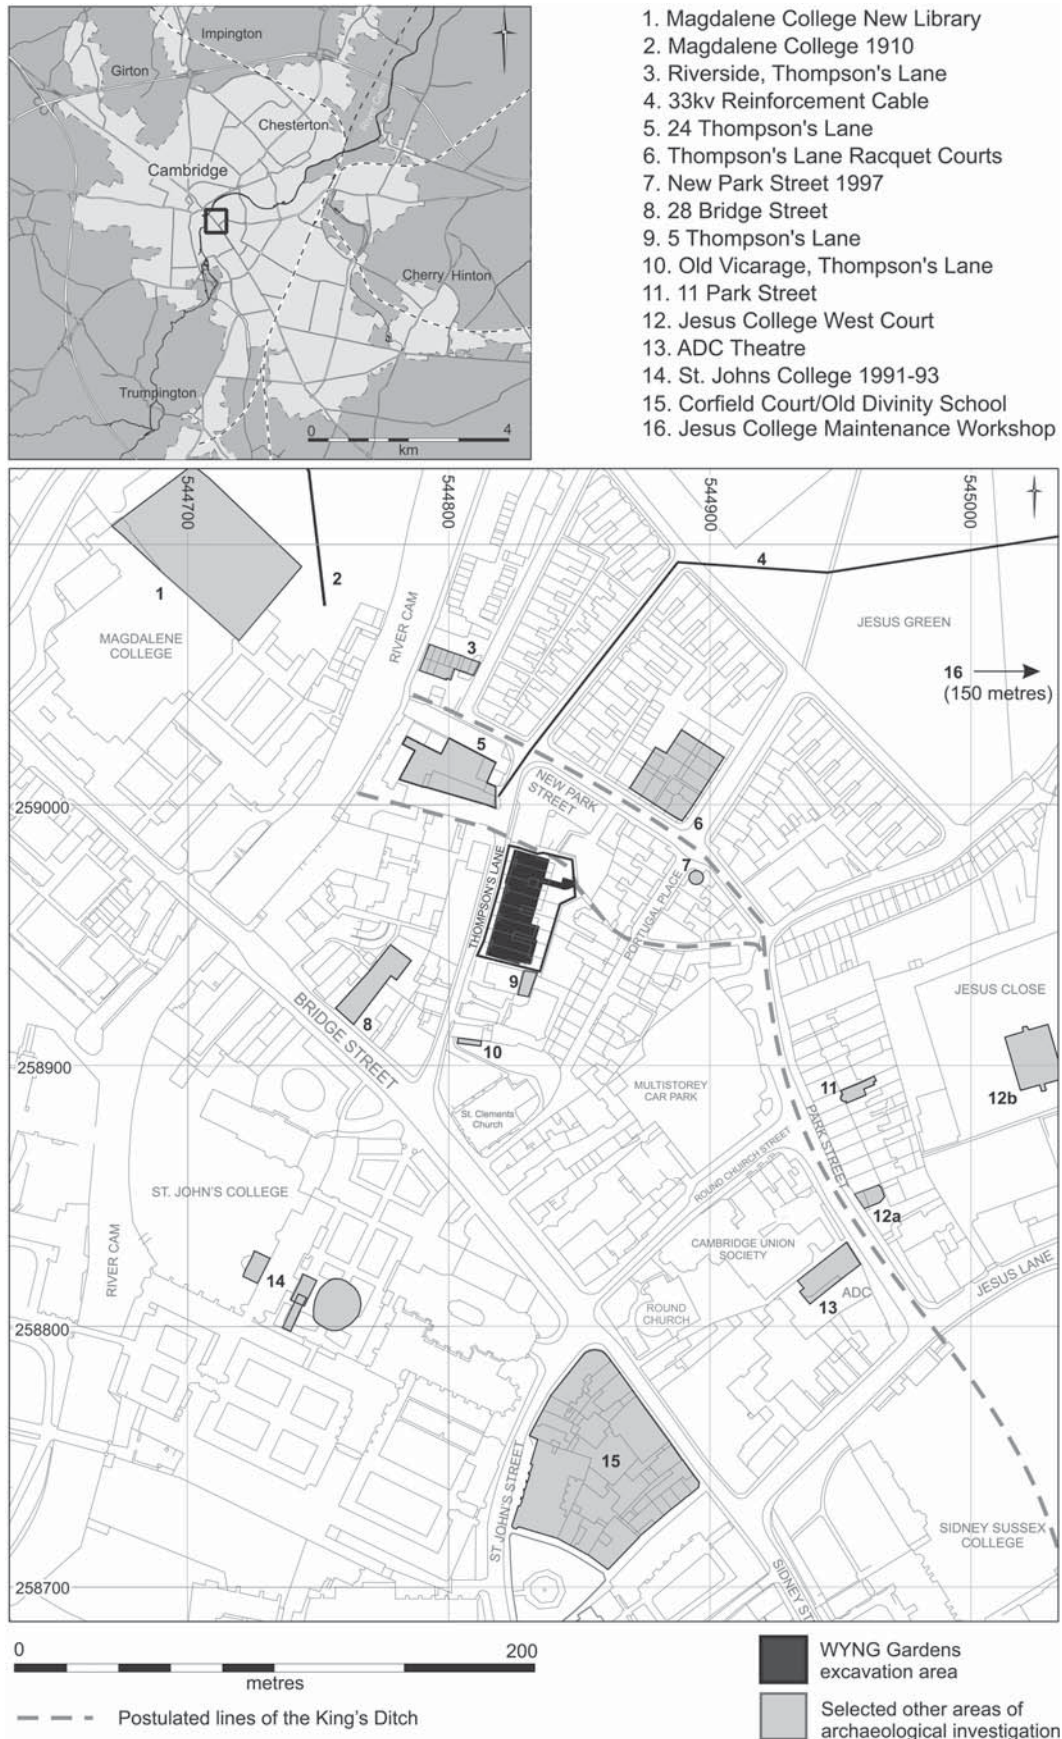 Impington
Girton
Chesterton
Cambridge
Cherry Hinton
Trumpington
0 4
km
1. Magdalene College New Library
2. Magdalene College 1910
3. Riverside, Thompson's Lane
4. 33kv Reinforcement Cable
5. 24 Thompson's Lane
6. Thompson's Lane Racquet Courts
7. New Park Street 1997
8. 28 Bridge Street
9. 5 Thompson's Lane
10. Old Vicarage, Thompson's Lane
11. 11 Park Street
12. Jesus College West Court
13. ADC Theatre
14. St. Johns College 1991-93
15. Corfield Court/Old Divinity School
16. Jesus College Maintenance Workshop
544700
544800
544900
545000
4
2
1
MAGDALENE
COLLEGE
RIVER CAM
3
JESUS GREEN
16
(150 metres)
5
NEW PARK
STREET
259000
6
7
THOMPSON'S LANE
PORTUGAL PLACE
9
8
JESUS CLOSE
BRIDGE STREET
10
258900
MULTISTOREY
CAR PARK
11
12b
St. Clements
Church
PARK STREET
ROUND CHURCH STREET
ST. JOHN'S COLLEGE
12a
CAMBRIDGE UNION
SOCIETY
RIVER CAM
14
JESUS LANE
ADC
13
ROUND
CHURCH
258800
15
ST JOHN'S STREET
SIDNEY SUSSEX
COLLEGE
258700
SIDNEY ST
0 200
metres
Postulated lines of the King's Ditch
WYNG Gardens
excavation area
Selected other areas of
archaeological investigation